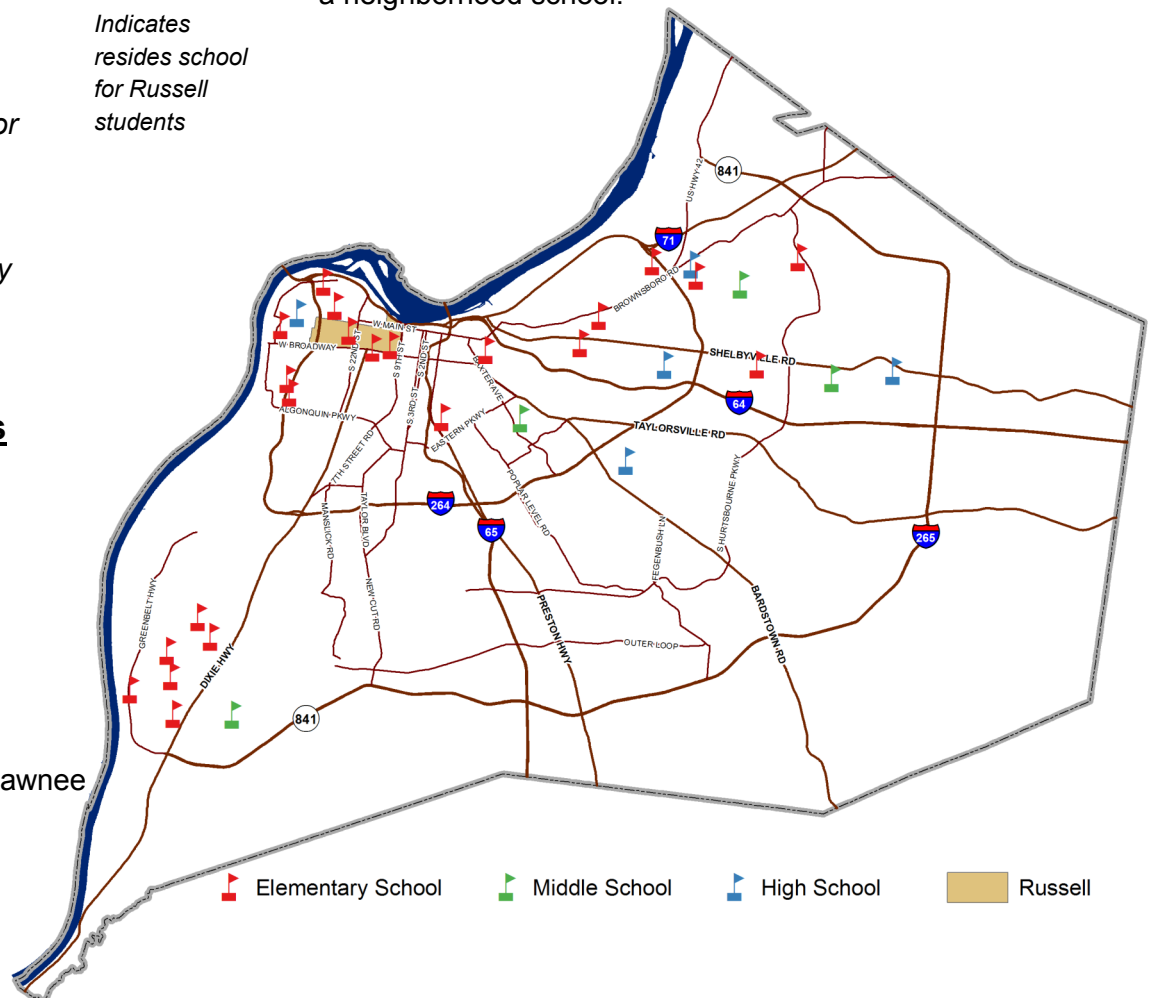 a neighborhood school.
Indicates
resides school
for Russell
students
or
y
s
awnee
841
US HWY 42
71
BROWNSBORO RD
W MAIN ST
W BROADWAY
S 22ND ST
S 9TH ST
S 2ND ST
S 3RD ST
BAXTER AVE
SHELBYVILLE RD
64
ALGONQUIN PKWY
EASTERN PKWY
TAYLORSVILLE RD
7TH STREET RD
POPLAR LEVEL RD
264
65
MANSLICK RD
TAYLOR BLVD
FEGENBUSH LN
S HURTSBOURNE PKWY
265
GREENBELT HWY
NEW CUT RD
PRESTON HWY
BARDSTOWN RD
OUTER LOOP
DIXIE HWY
841
Elementary School
Middle School
High School
Russell